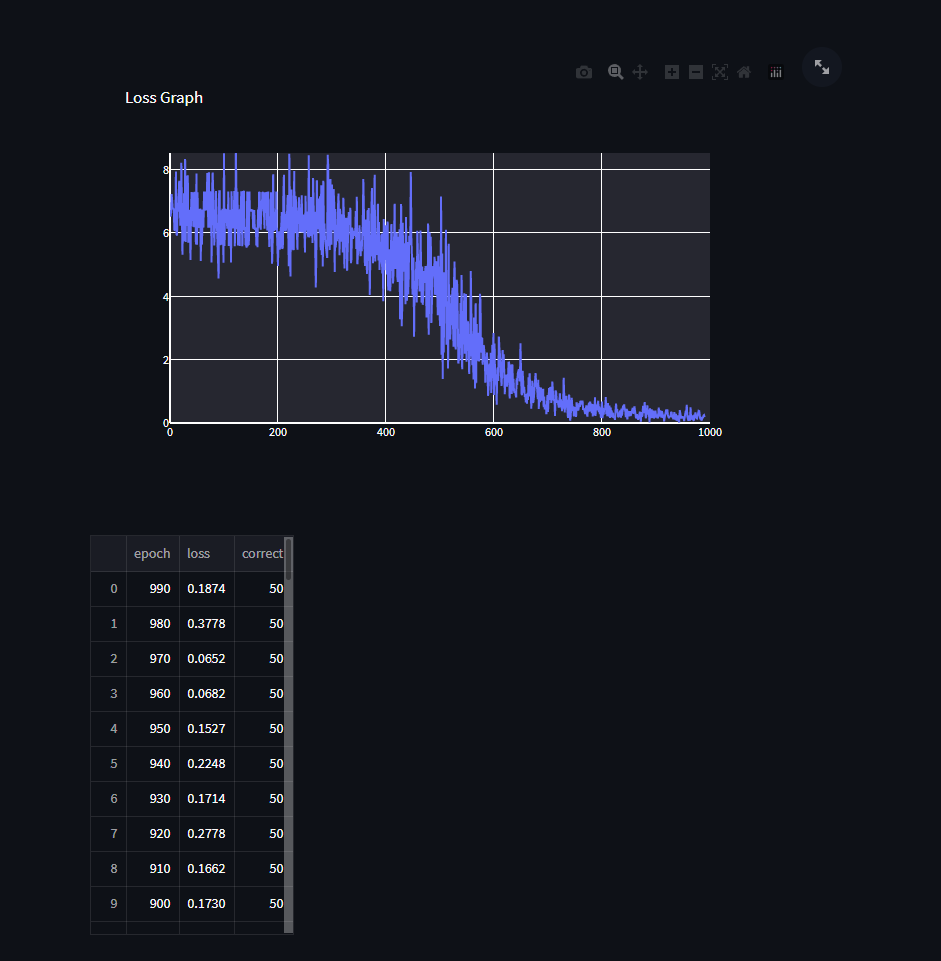 Loss Graph
8
6
4
2
0
0 200 400 600 800 1000
epoch loss correct
0 990 0.1874 50
1 980 0.3778 50
2 970 0.0652 50
3 960 0.0682 50
4 950 0.1527 50
5 940 0.2248 50
6 930 0.1714 50
7 920 0.2778 50
8 910 0.1662 50
9 900 0.1730 50